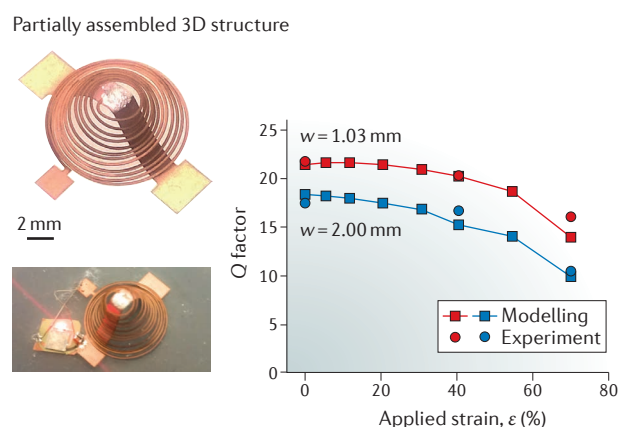 Partially assembled 3D structure
2 mm
25
20
15
10
5
0
Q factor
w = 1.03 mm
w = 2.00 mm
Modelling
Experiment
0 20 40 60 80
Applied strain, ε (%)